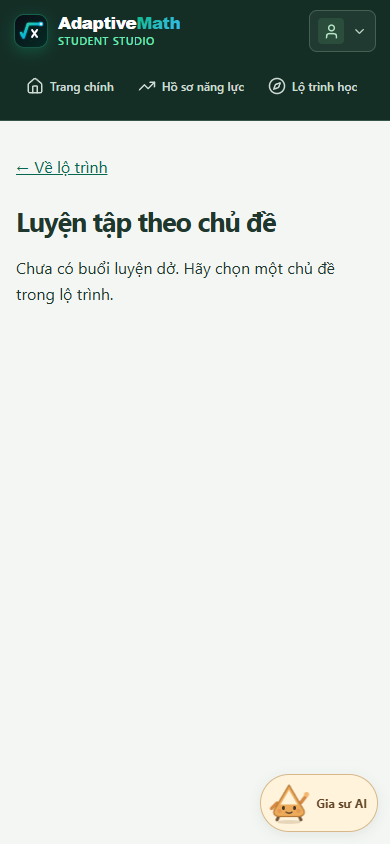 AdaptiveMath
STUDENT STUDIO
Trang chính
Hồ sơ năng lực
Lộ trình học
← Về lộ trình
Luyện tập theo chủ đề
Chưa có buổi luyện dở. Hãy chọn một chủ đề
trong lộ trình.
Gia sư AI